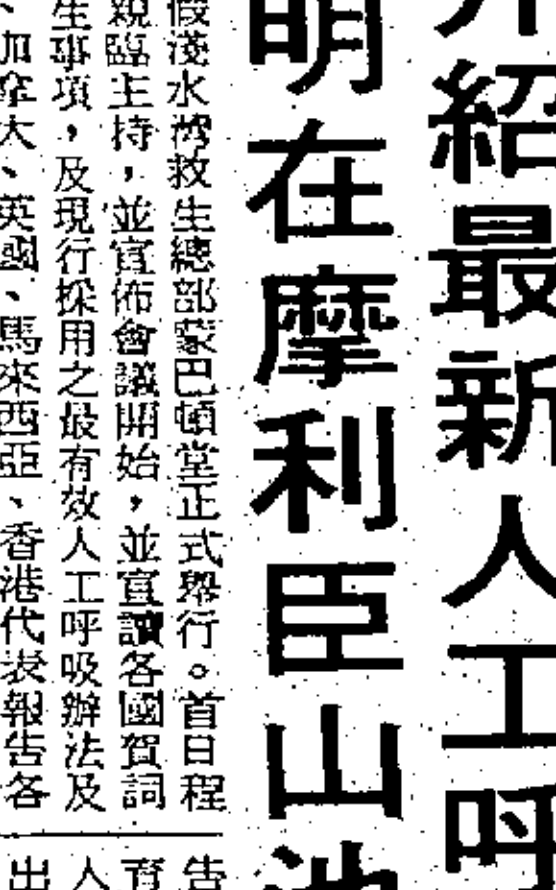 介紹最新人工呼
明在摩利臣山池
假淺水灣救生總部蒙巴頓堂正式舉行。首日程
親臨主持，並宣佈會議開始，並宣讀各國賀詞
生事項，及現行採用之最有效人工呼吸辦法及
、加拿大、英國、馬來西亞、香港代表報告各
告
育
人
出